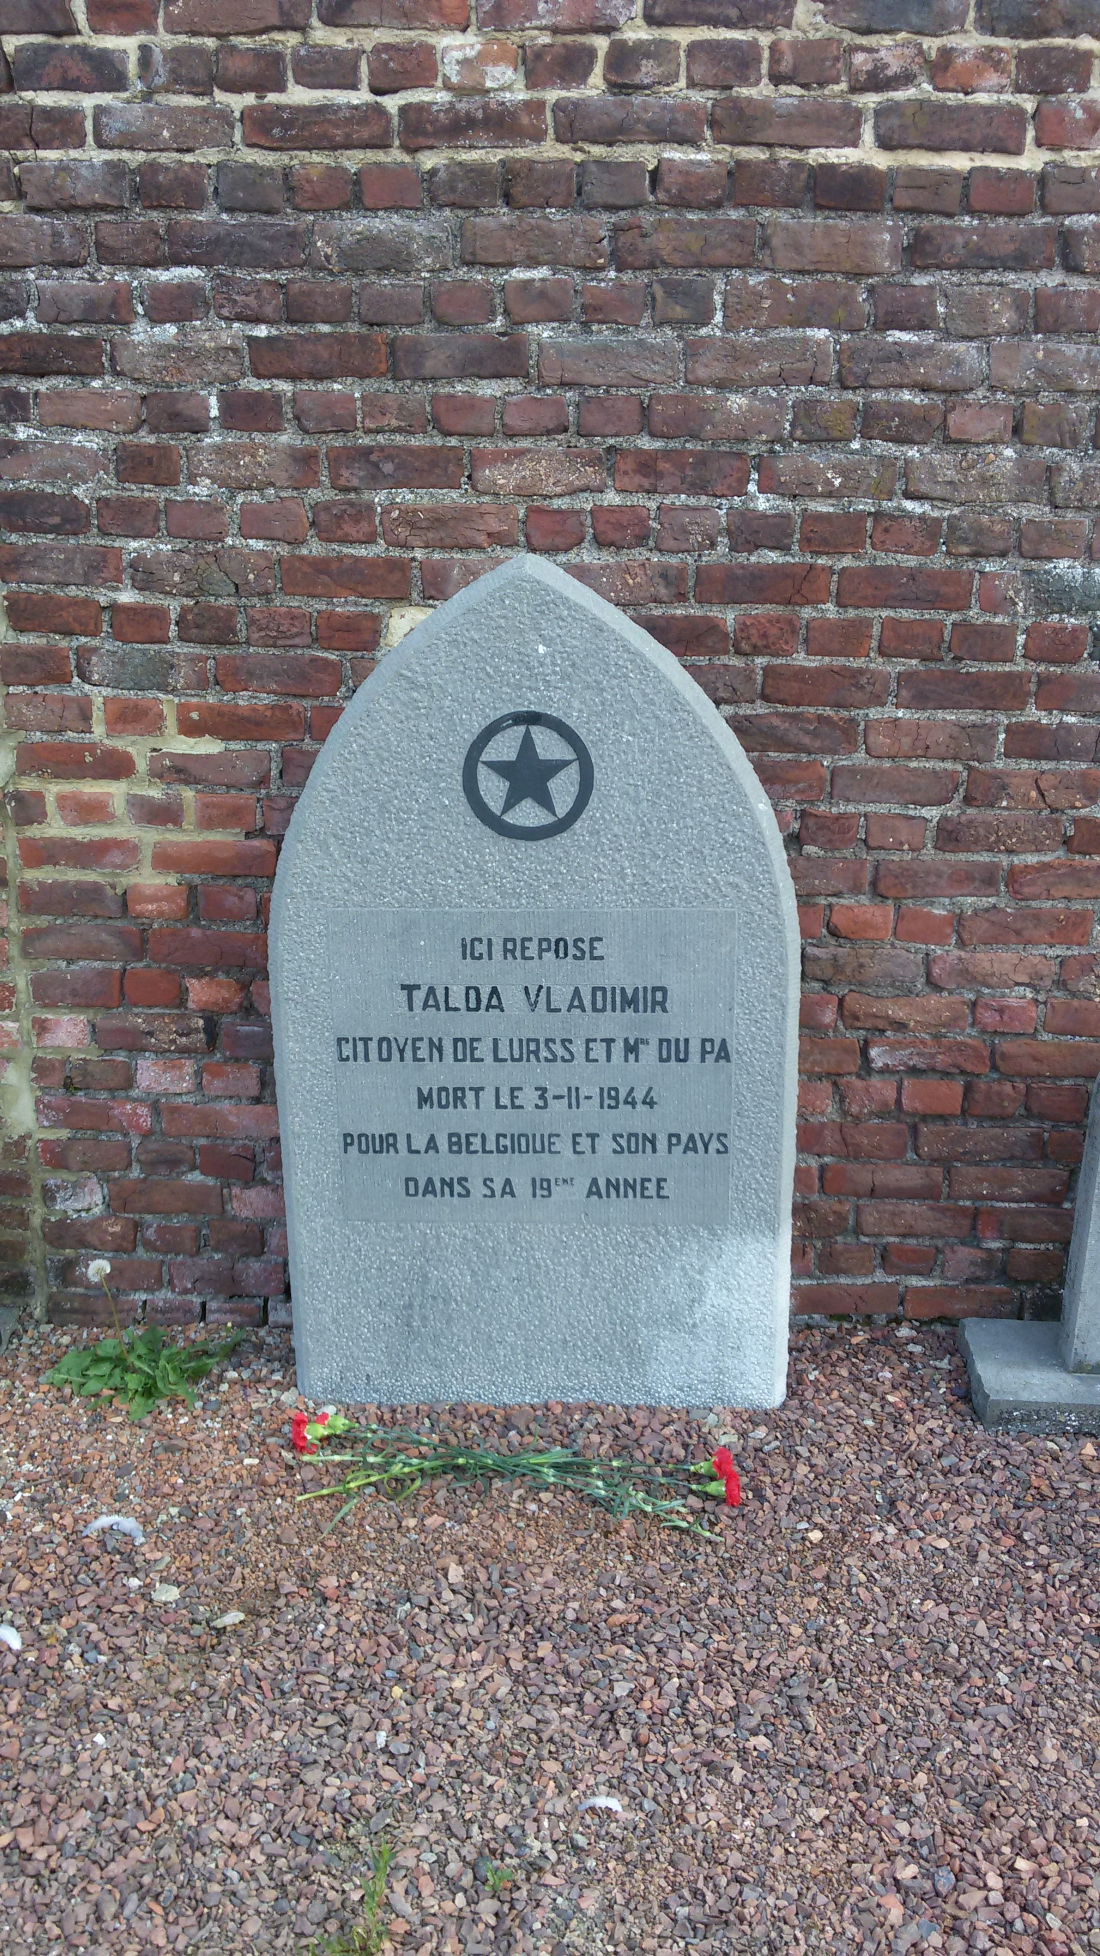 ICI REPOSE
TALDA VLADIMIR
CITOYEN DE LURSS ET Mᴮᴿ DU PA
MORT LE 3-11-1944
POUR LA BELGIQUE ET SON PAYS
DANS SA 19ᴱᴹᴱ ANNEE